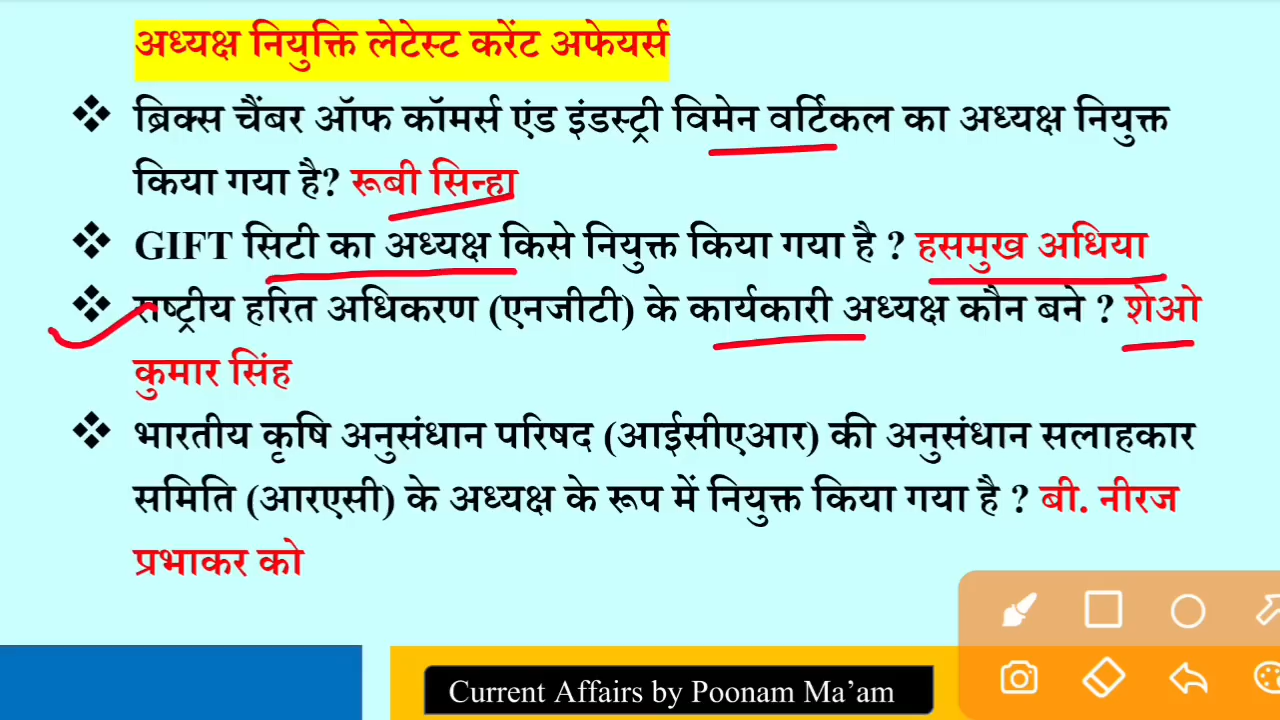 अध्यक्ष नियुक्ति लेटेस्ट करेंट अफेयर्स
❖ ब्रिक्स चैंबर ऑफ कॉमर्स एंड इंडस्ट्री विमेन वर्टिकल का अध्यक्ष नियुक्त
किया गया है? रूबी सिन्हा
❖ GIFT सिटी का अध्यक्ष किसे नियुक्त किया गया है ? हसमुख अधिया
❖ राष्ट्रीय हरित अधिकरण (एनजीटी) के कार्यकारी अध्यक्ष कौन बने ? शेओ
कुमार सिंह
❖ भारतीय कृषि अनुसंधान परिषद (आईसीएआर) की अनुसंधान सलाहकार
समिति (आरएसी) के अध्यक्ष के रूप में नियुक्त किया गया है ? बी. नीरज
प्रभाकर को
Current Affairs by Poonam Ma’am